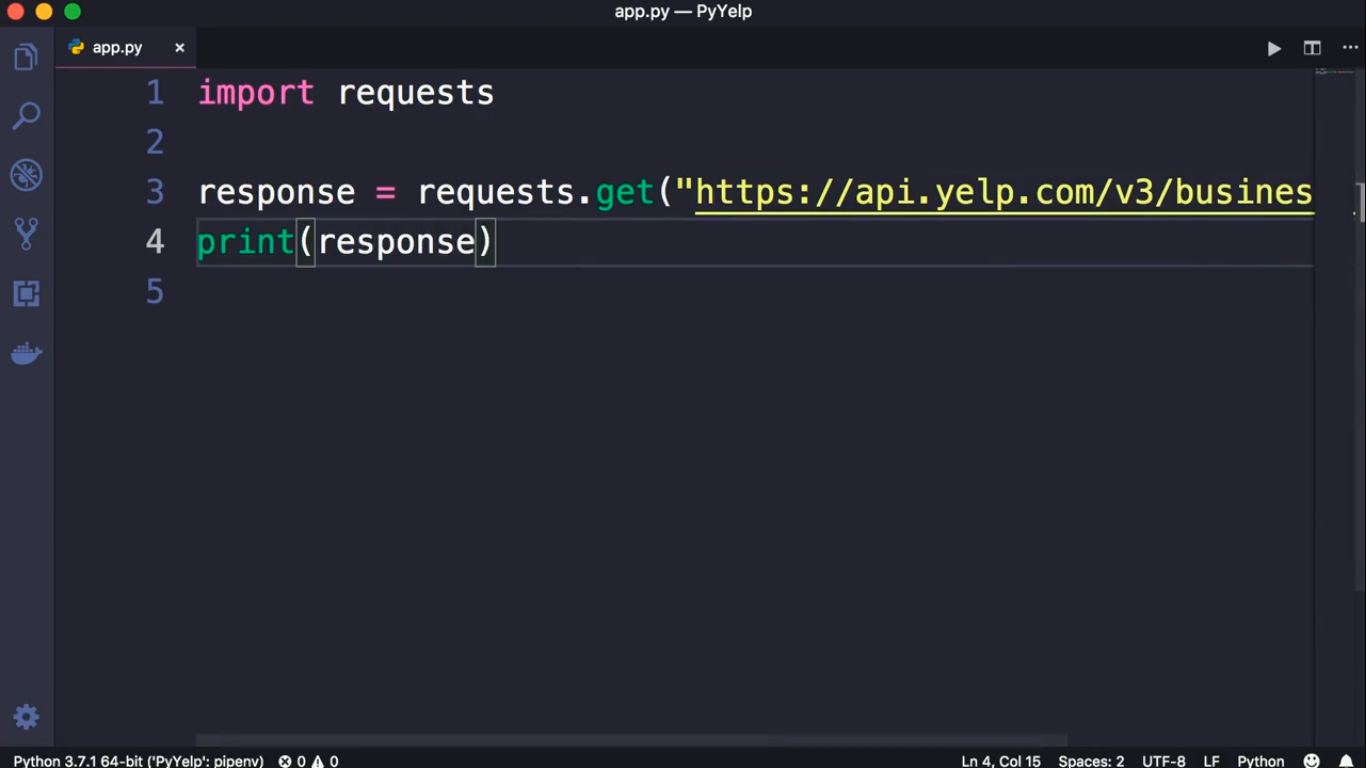 app.py — PyYelp
app.py ×
1 import requests
2
3 response = requests.get("https://api.yelp.com/v3/busines
4 print(response)
5
Python 3.7.1 64-bit ('PyYelp': pipenv) 0 0 Ln 4, Col 15 Spaces: 2 UTF-8 LF Python